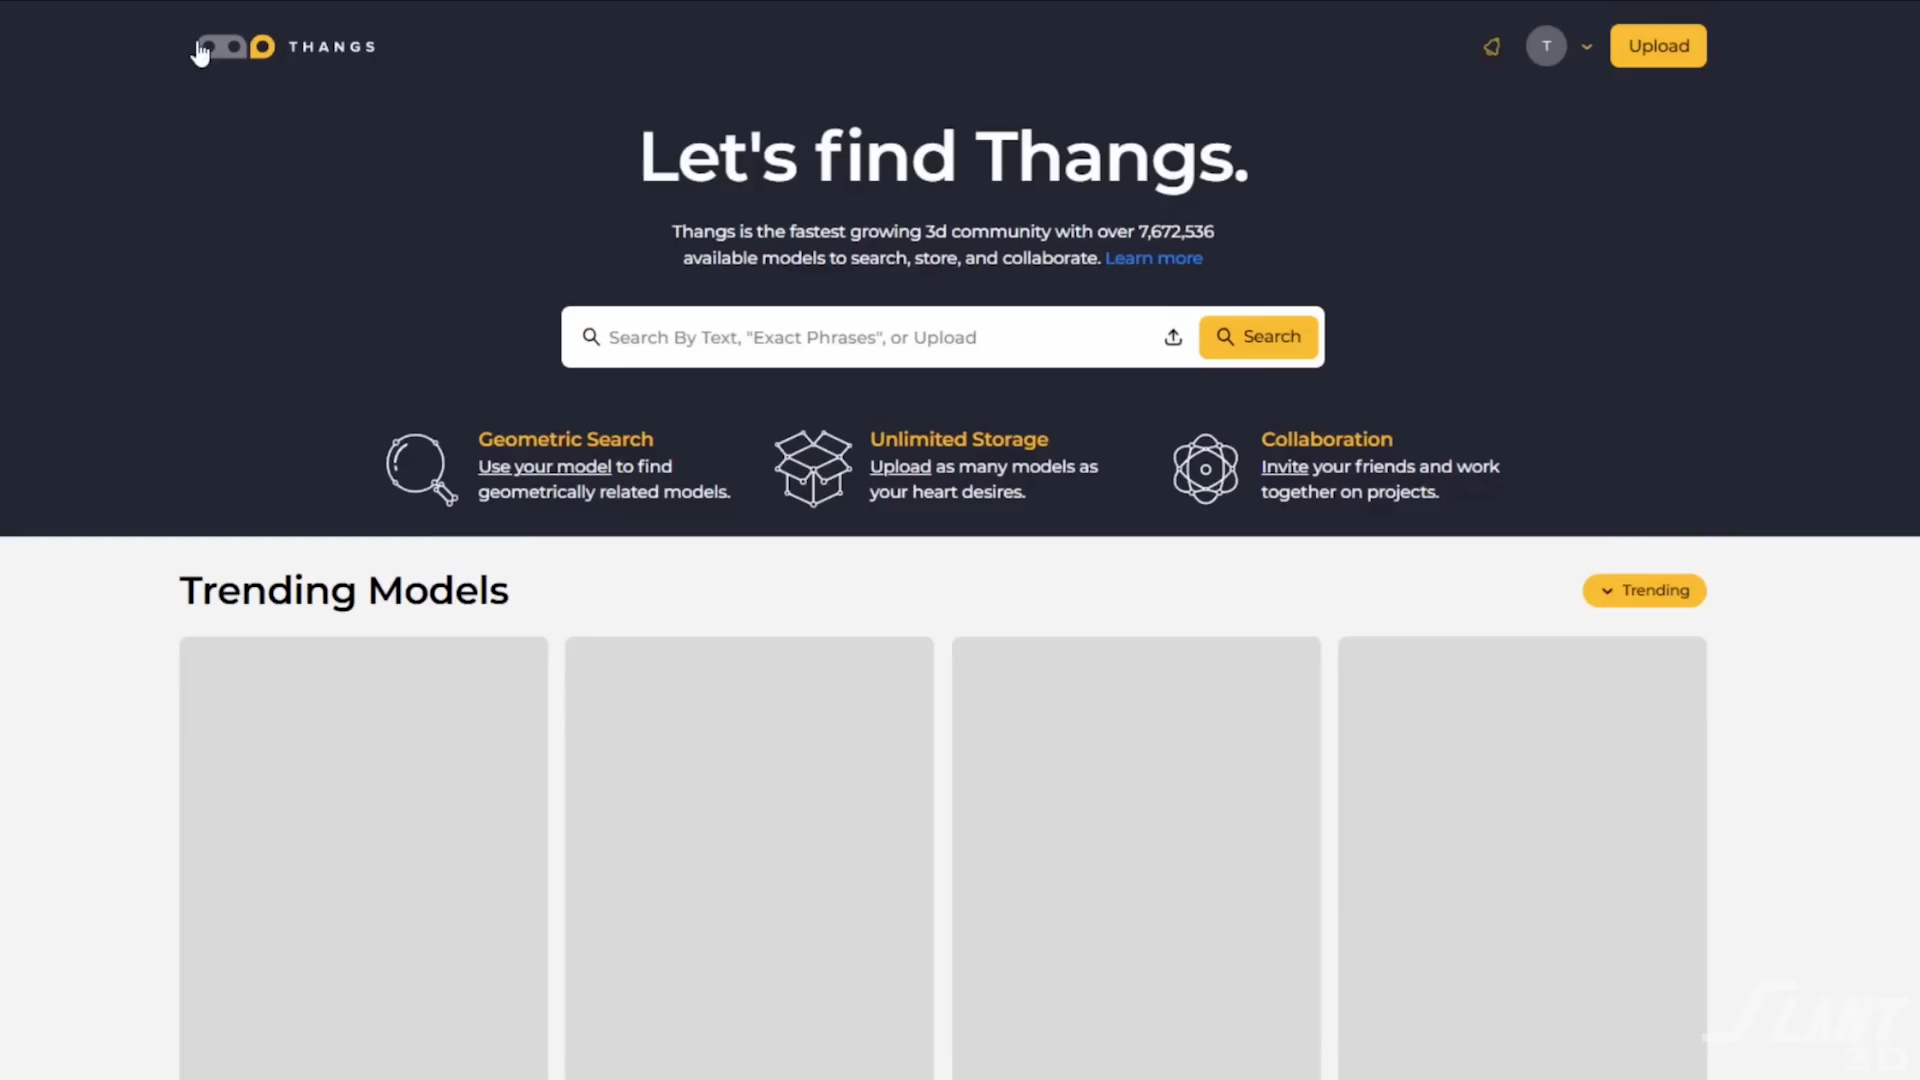 THANGS
T
Upload
Let's find Thangs.
Thangs is the fastest growing 3d community with over 7,672,536
available models to search, store, and collaborate. Learn more
Search By Text, "Exact Phrases", or Upload
Search
Geometric Search
Use your model to find
geometrically related models.
Unlimited Storage
Upload as many models as
your heart desires.
Collaboration
Invite your friends and work
together on projects.
Trending Models
Trending
SLANT
3D